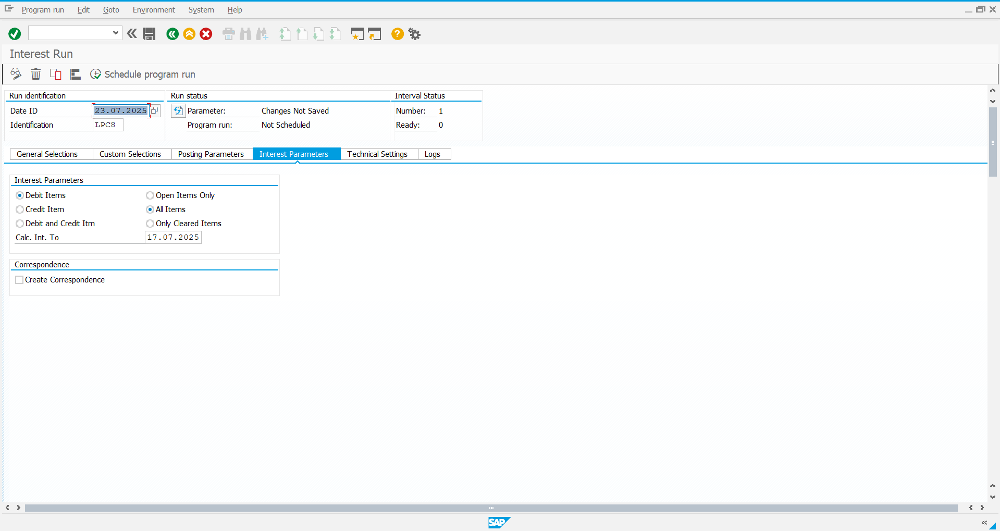 Program run Edit Goto Environment System Help
Interest Run
Schedule program run
Run identification Run status Interval Status
Date ID 23.07.2025 Parameter: Changes Not Saved Number: 1
Identification LPC8 Program run: Not Scheduled Ready: 0
General Selections Custom Selections Posting Parameters Interest Parameters Technical Settings Logs
Interest Parameters
Debit Items Open Items Only
Credit Item All Items
Debit and Credit Itm Only Cleared Items
Calc. Int. To 17.07.2025
Correspondence
Create Correspondence
SAP